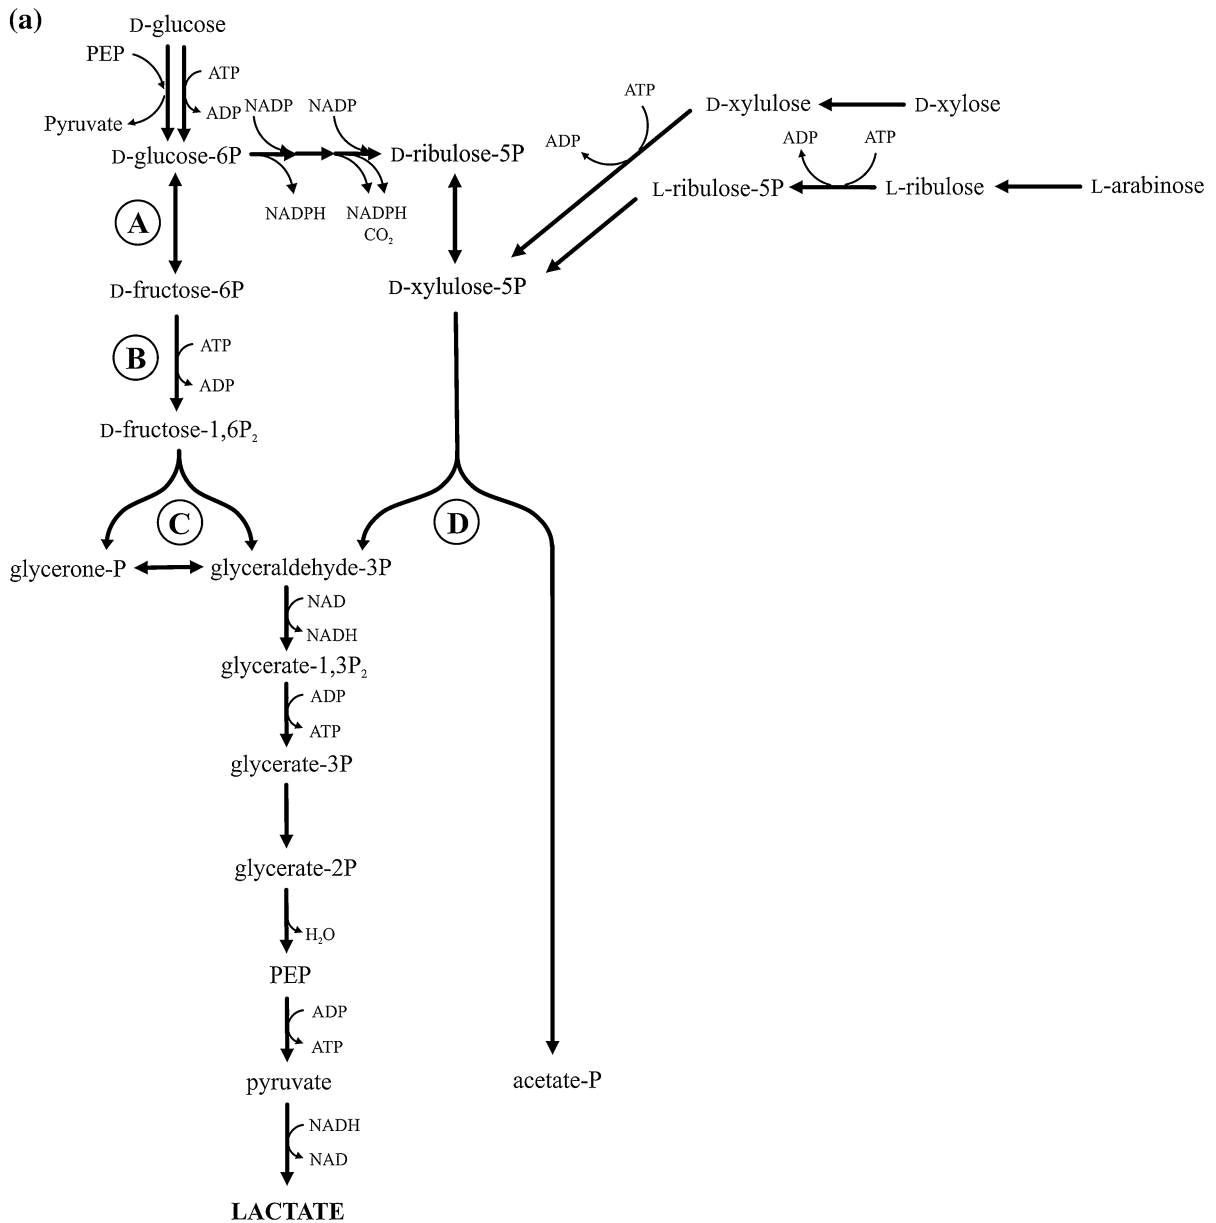 (a)
D-glucose
PEP
ATP
ADP
Pyruvate
NADP
NADP
D-glucose-6P
D-ribulose-5P
NADPH
NADPH
CO2
ATP
ADP
D-xylulose
D-xylose
ADP
ATP
L-ribulose-5P
L-ribulose
L-arabinose
A
D-fructose-6P
D-xylulose-5P
B
ATP
ADP
D-fructose-1,6P2
C
D
glycerone-P
glyceraldehyde-3P
NAD
NADH
glycerate-1,3P2
ADP
ATP
glycerate-3P
glycerate-2P
H2O
PEP
ADP
ATP
pyruvate
acetate-P
NADH
NAD
LACTATE